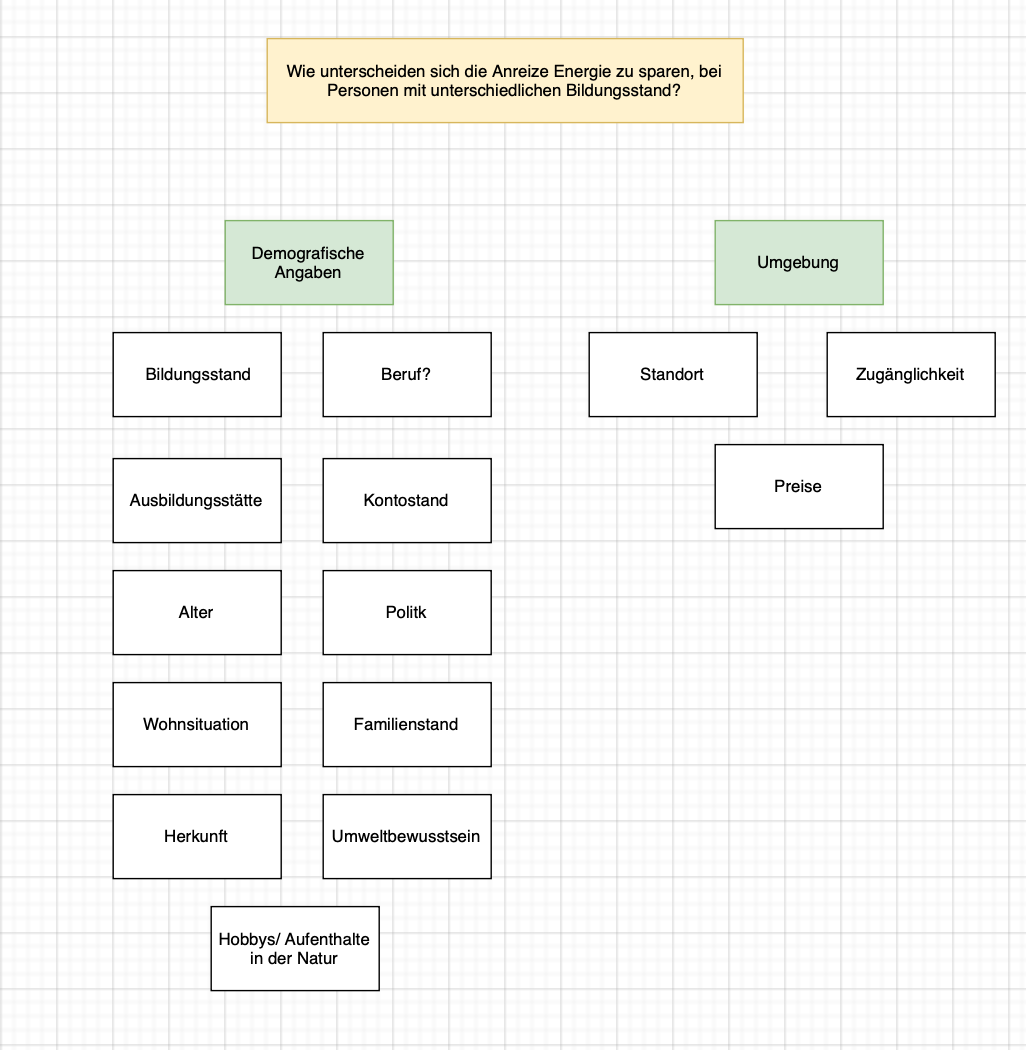 Wie unterscheiden sich die Anreize Energie zu sparen, bei
Personen mit unterschiedlichen Bildungsstand?
Demografische
Angaben
Umgebung
Bildungsstand
Beruf?
Standort
Zugänglichkeit
Ausbildungsstätte
Kontostand
Preise
Alter
Politk
Wohnsituation
Familienstand
Herkunft
Umweltbewusstsein
Hobbys/ Aufenthalte
in der Natur